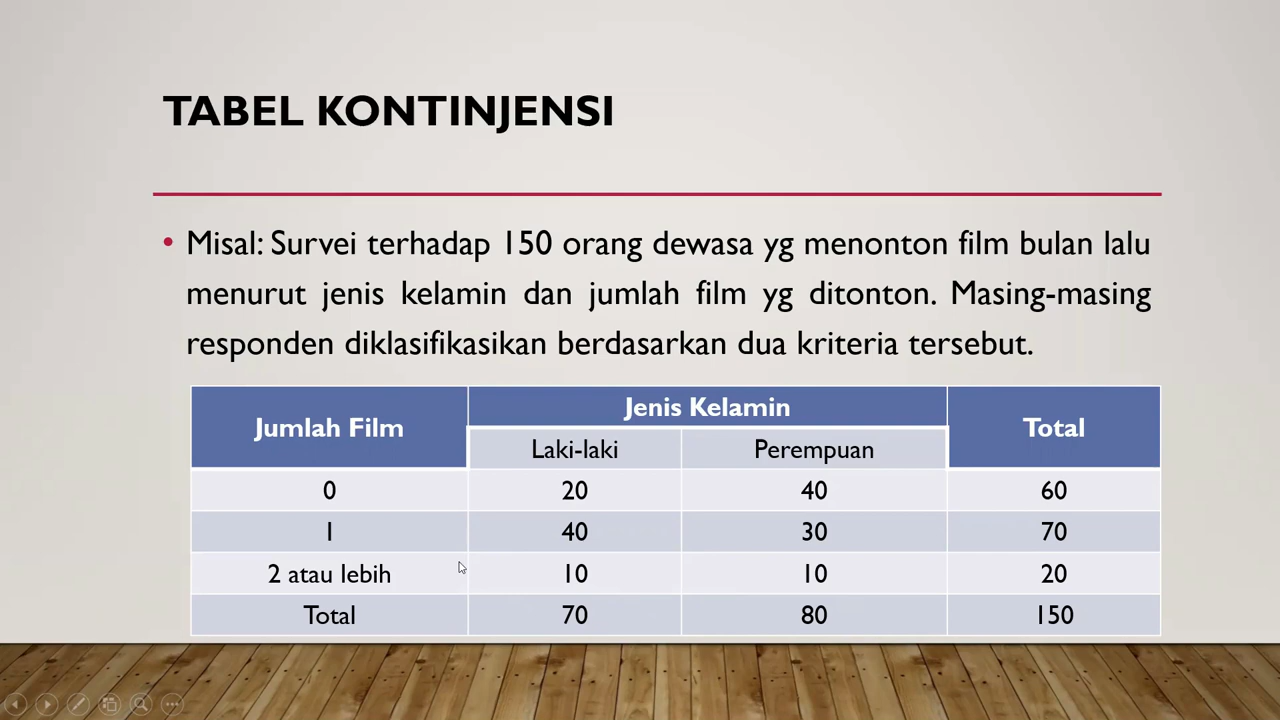 TABEL KONTINJENSI
• Misal: Survei terhadap 150 orang dewasa yg menonton film bulan lalu
menurut jenis kelamin dan jumlah film yg ditonton. Masing-masing
responden diklasifikasikan berdasarkan dua kriteria tersebut.
Jumlah Film Jenis Kelamin Total
Laki-laki Perempuan
0 20 40 60
1 40 30 70
2 atau lebih 10 10 20
Total 70 80 150